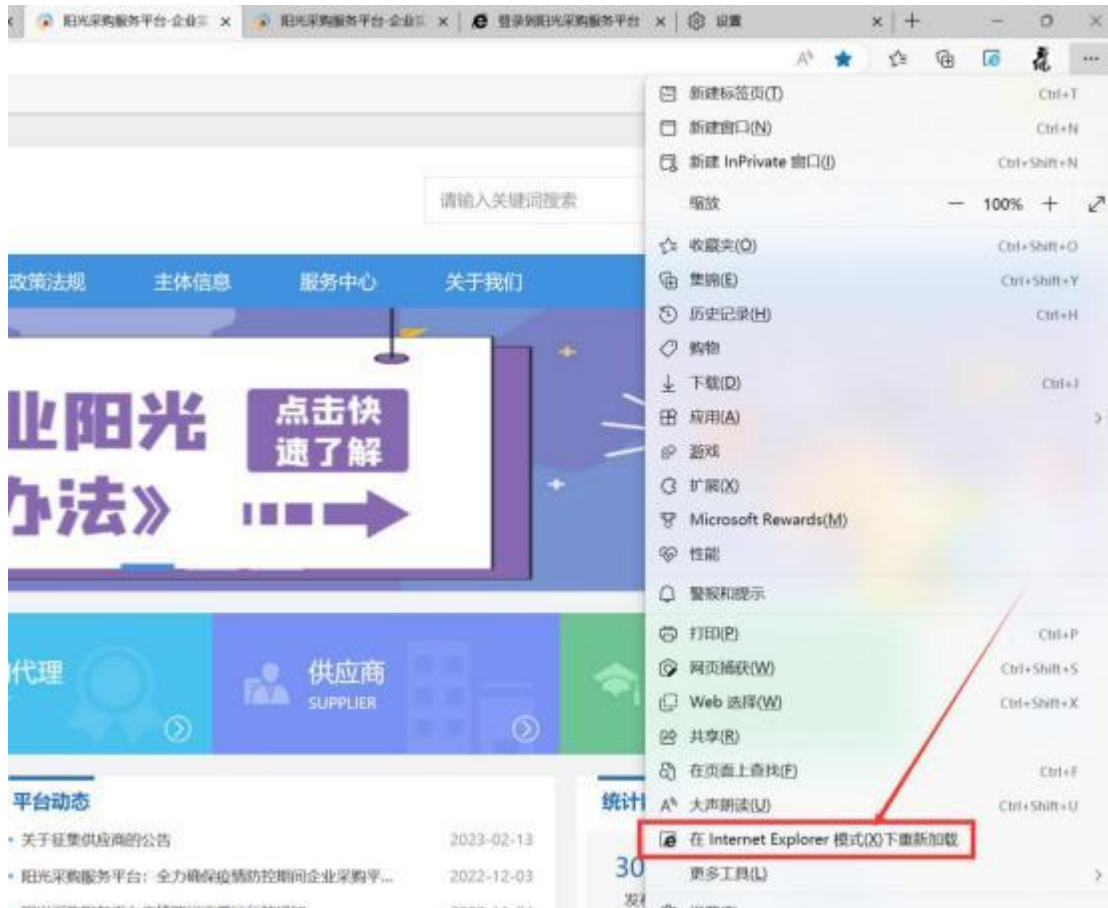 阳光采购服务平台-企业
阳光采购服务平台-企业
登录到阳光采购服务平台
设置
新建标签页(T) Ctrl+T
新建窗口(N) Ctrl+N
新建 InPrivate 窗口(I) Ctrl+Shift+N
缩放 — 100% +
收藏夹(O) Ctrl+Shift+O
集锦(E) Ctrl+Shift+Y
历史记录(H) Ctrl+H
购物
下载(D) Ctrl+J
应用(A)
游戏
扩展(X)
Microsoft Rewards(M)
性能
警报和提示
打印(P) Ctrl+P
网页捕获(W) Ctrl+Shift+S
Web 选择(W) Ctrl+Shift+X
共享(R)
在页面上查找(F) Ctrl+F
大声朗读(U) Ctrl+Shift+U
在 Internet Explorer 模式(X)下重新加载
更多工具(L)
请输入关键词搜索
政策法规 主体信息 服务中心 关于我们
业阳光
办法》
点击快
速了解
代理
供应商
SUPPLIER
平台动态
关于征集供应商的公告 2023-02-13
阳光采购服务平台：全力确保疫情防控期间企业采购平... 2022-12-03
统计
30
发